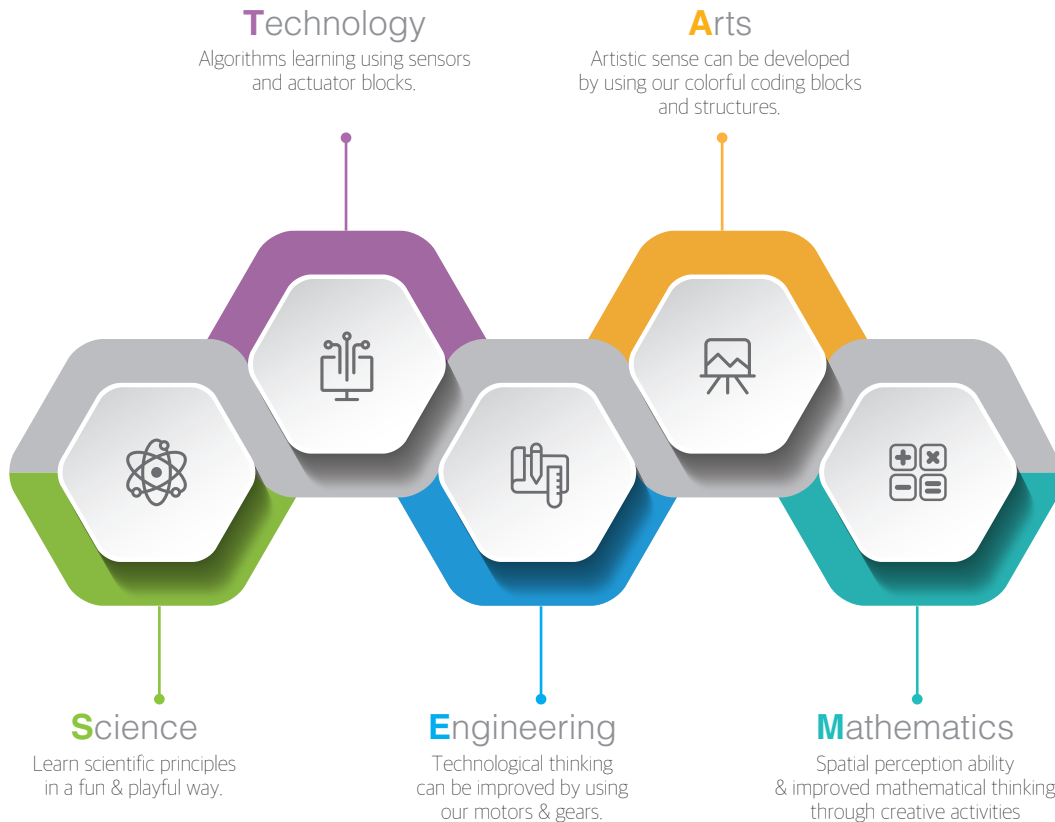 Technology
Algorithms learning using sensors
and actuator blocks.
Arts
Artistic sense can be developed
by using our colorful coding blocks
and structures.
Science
Learn scientific principles
in a fun & playful way.
Engineering
Technological thinking
can be improved by using
our motors & gears.
Mathematics
Spatial perception ability
& improved mathematical thinking
through creative activities